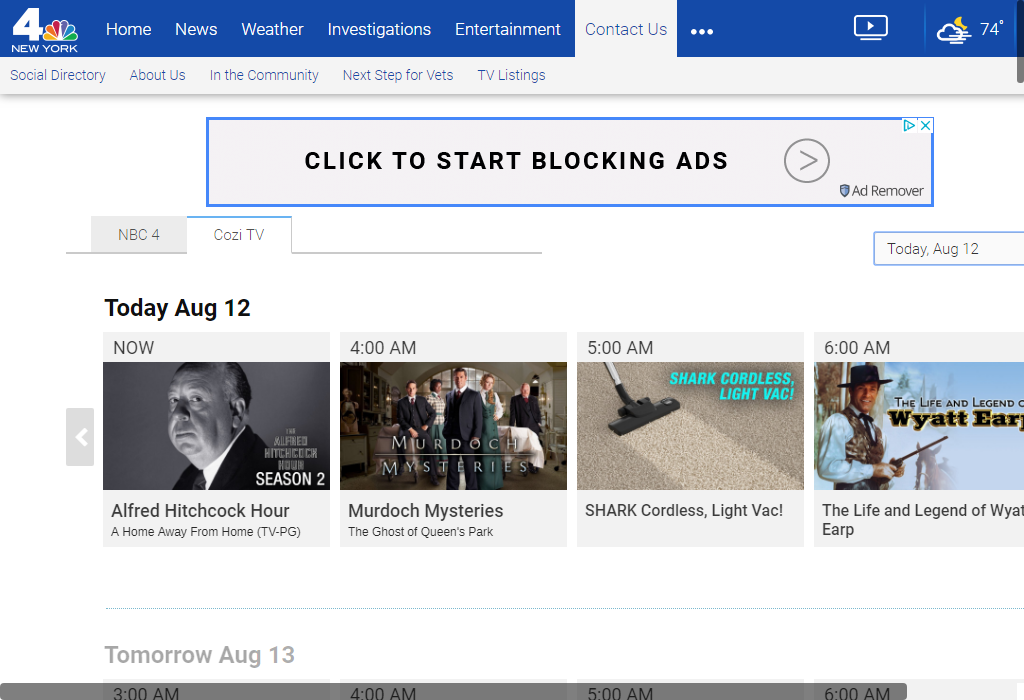 4
NEW YORK
Home
News
Weather
Investigations
Entertainment
Contact Us
74°
Social Directory
About Us
In the Community
Next Step for Vets
TV Listings
CLICK TO START BLOCKING ADS
Ad Remover
NBC 4
Cozi TV
Today, Aug 12
Today Aug 12
NOW
4:00 AM
5:00 AM
6:00 AM
THE
ALFRED
HITCHCOCK
HOUR
SEASON 2
MURDOCH
MYSTERIES
SHARK CORDLESS,
LIGHT VAC!
THE LIFE AND LEGEND O
Wyatt Earp
Alfred Hitchcock Hour
A Home Away From Home (TV-PG)
Murdoch Mysteries
The Ghost of Queen's Park
SHARK Cordless, Light Vac!
The Life and Legend of Wyat
Earp
Tomorrow Aug 13
3:00 AM
4:00 AM
5:00 AM
6:00 AM